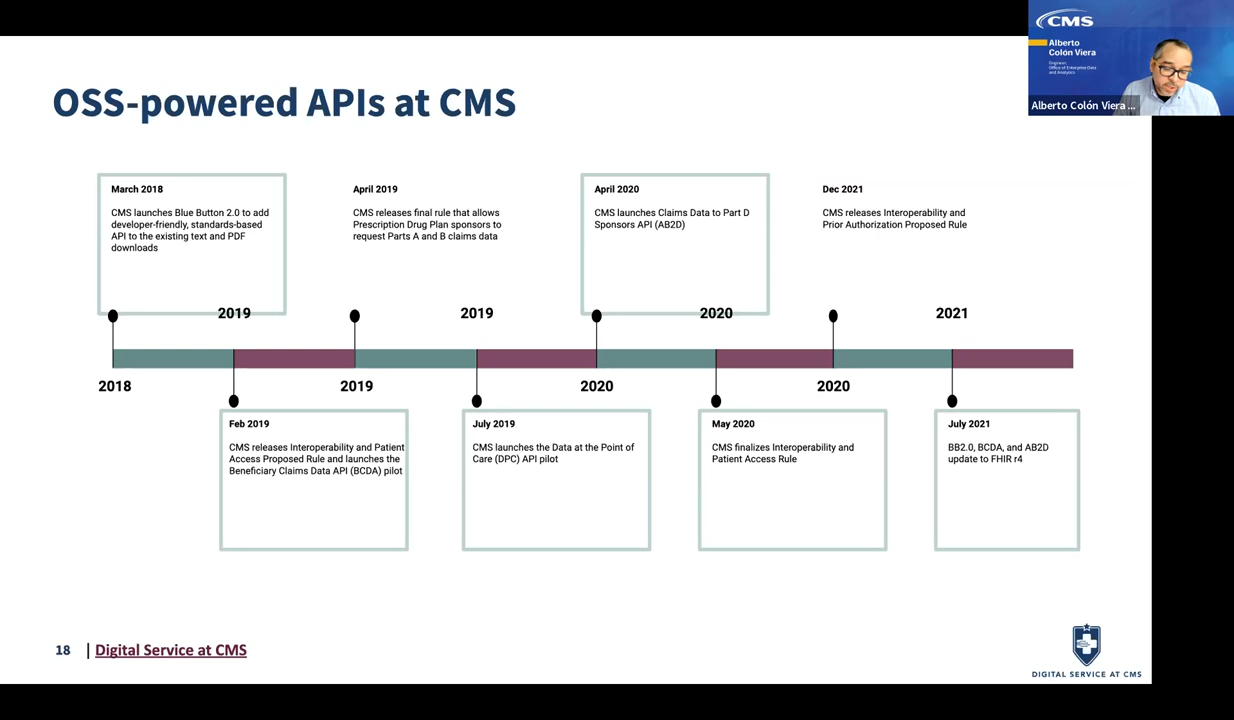 CMS
Alberto
Colón Viera
Engineer,
Office of Enterprise Data
and Analytics
Alberto Colón Viera ...
OSS-powered APIs at CMS
March 2018
CMS launches Blue Button 2.0 to add
developer-friendly, standards-based
API to the existing text and PDF
downloads
April 2019
CMS releases final rule that allows
Prescription Drug Plan sponsors to
request Parts A and B claims data
April 2020
CMS launches Claims Data to Part D
Sponsors API (AB2D)
Dec 2021
CMS releases Interoperability and
Prior Authorization Proposed Rule
2019
2019
2020
2021
2018
2019
2020
2020
Feb 2019
CMS releases Interoperability and Patient
Access Proposed Rule and launches the
Beneficiary Claims Data API (BCDA) pilot
July 2019
CMS launches the Data at the Point of
Care (DPC) API pilot
May 2020
CMS finalizes Interoperability and
Patient Access Rule
July 2021
BB2.0, BCDA, and AB2D
update to FHIR r4
18 | Digital Service at CMS
DIGITAL SERVICE AT CMS